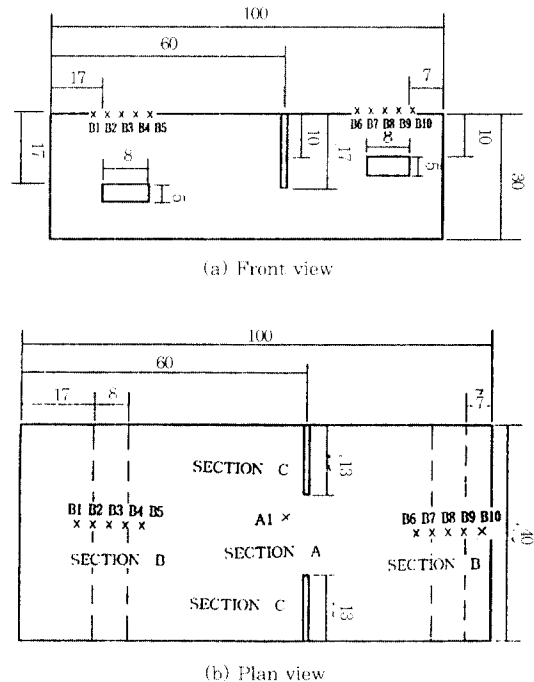 100
60
17
7
B1 B2 B3 B4 B5
B6 B7 B8 B9 B10
17
8
5
10
17
8
5
10
30
(a) Front view
100
60
17
8
7
SECTION C
13
B1 B2 B3 B4 B5
A1
B6 B7 B8 B9 B10
40
SECTION A
SECTION B
SECTION B
SECTION C
13
(b) Plan view